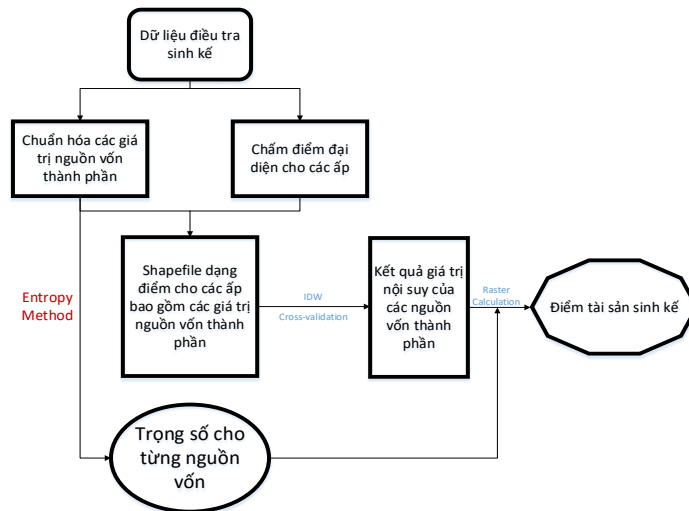 Dữ liệu điều tra
sinh kế
Chuẩn hóa các giá
trị nguồn vốn
thành phần
Chấm điểm đại
diện cho các ấp
Entropy
Method
Shapefile dạng
điểm cho các ấp
bao gồm các giá trị
nguồn vốn thành
phần
IDW
Cross-validation
Kết quả giá trị
nội suy của
các nguồn
vốn thành
phần
Raster
Calculation
Điểm tài sản sinh kế
Trọng số cho
từng nguồn
vốn